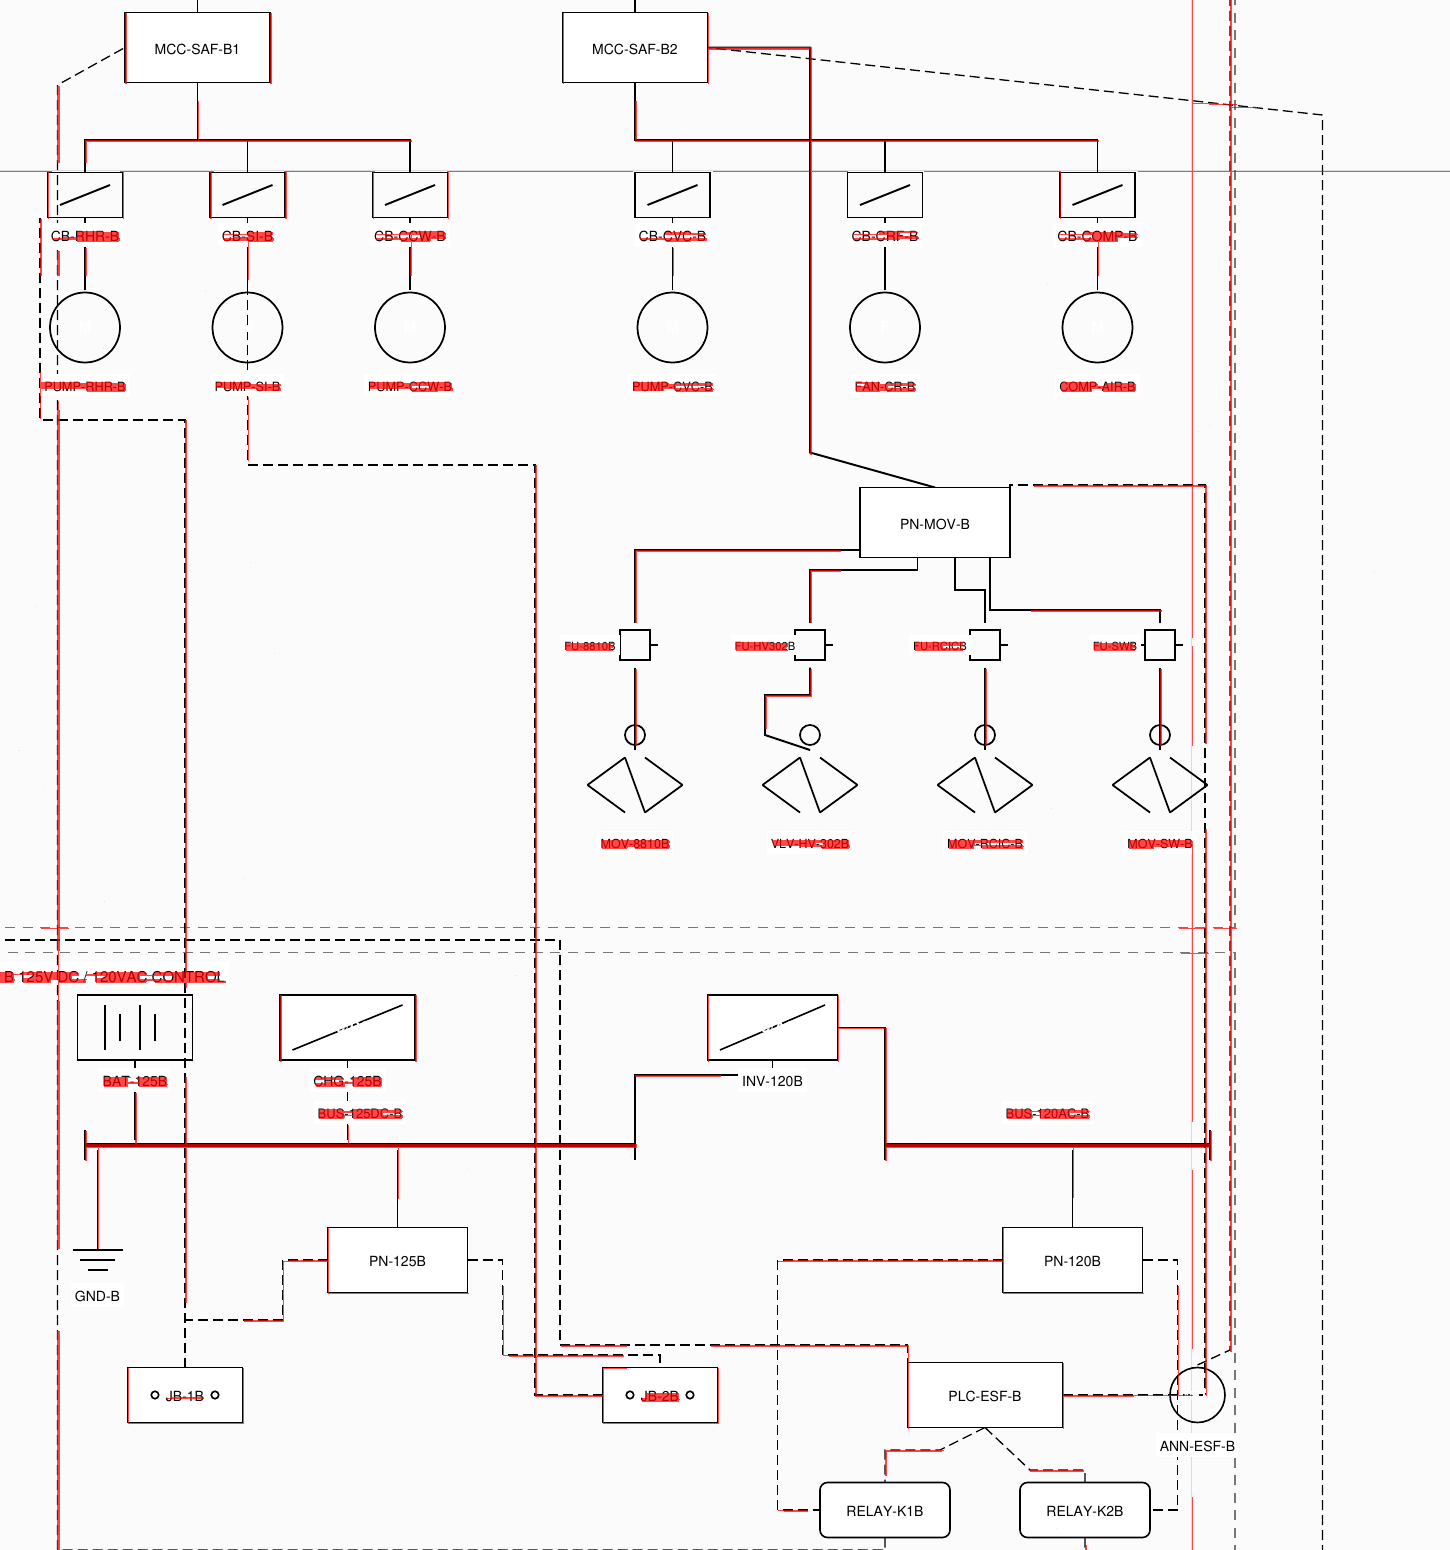 MCC-SAF-B1
MCC-SAF-B2
CB-RHR-B
CB-SI-B
CB-CCW-B
CB-CVC-B
CB-CRF-B
CB-COMP-B
PUMP-RHR-B
PUMP-SI-B
PUMP-CCW-B
PUMP-CVC-B
FAN-CR-B
COMP-AIR-B
PN-MOV-B
FU-8810B
FU-HV302B
FU-RCICB
FU-SWB
MOV-8810B
VLV-HV-302B
MOV-RCIC-B
MOV-SW-B
B 125V DC / 120VAC CONTROL
BAT-125B
CHG-125B
INV-120B
BUS-125DC-B
BUS-120AC-B
PN-125B
PN-120B
GND-B
JB-1B
JB-2B
PLC-ESF-B
ANN-ESF-B
RELAY-K1B
RELAY-K2B